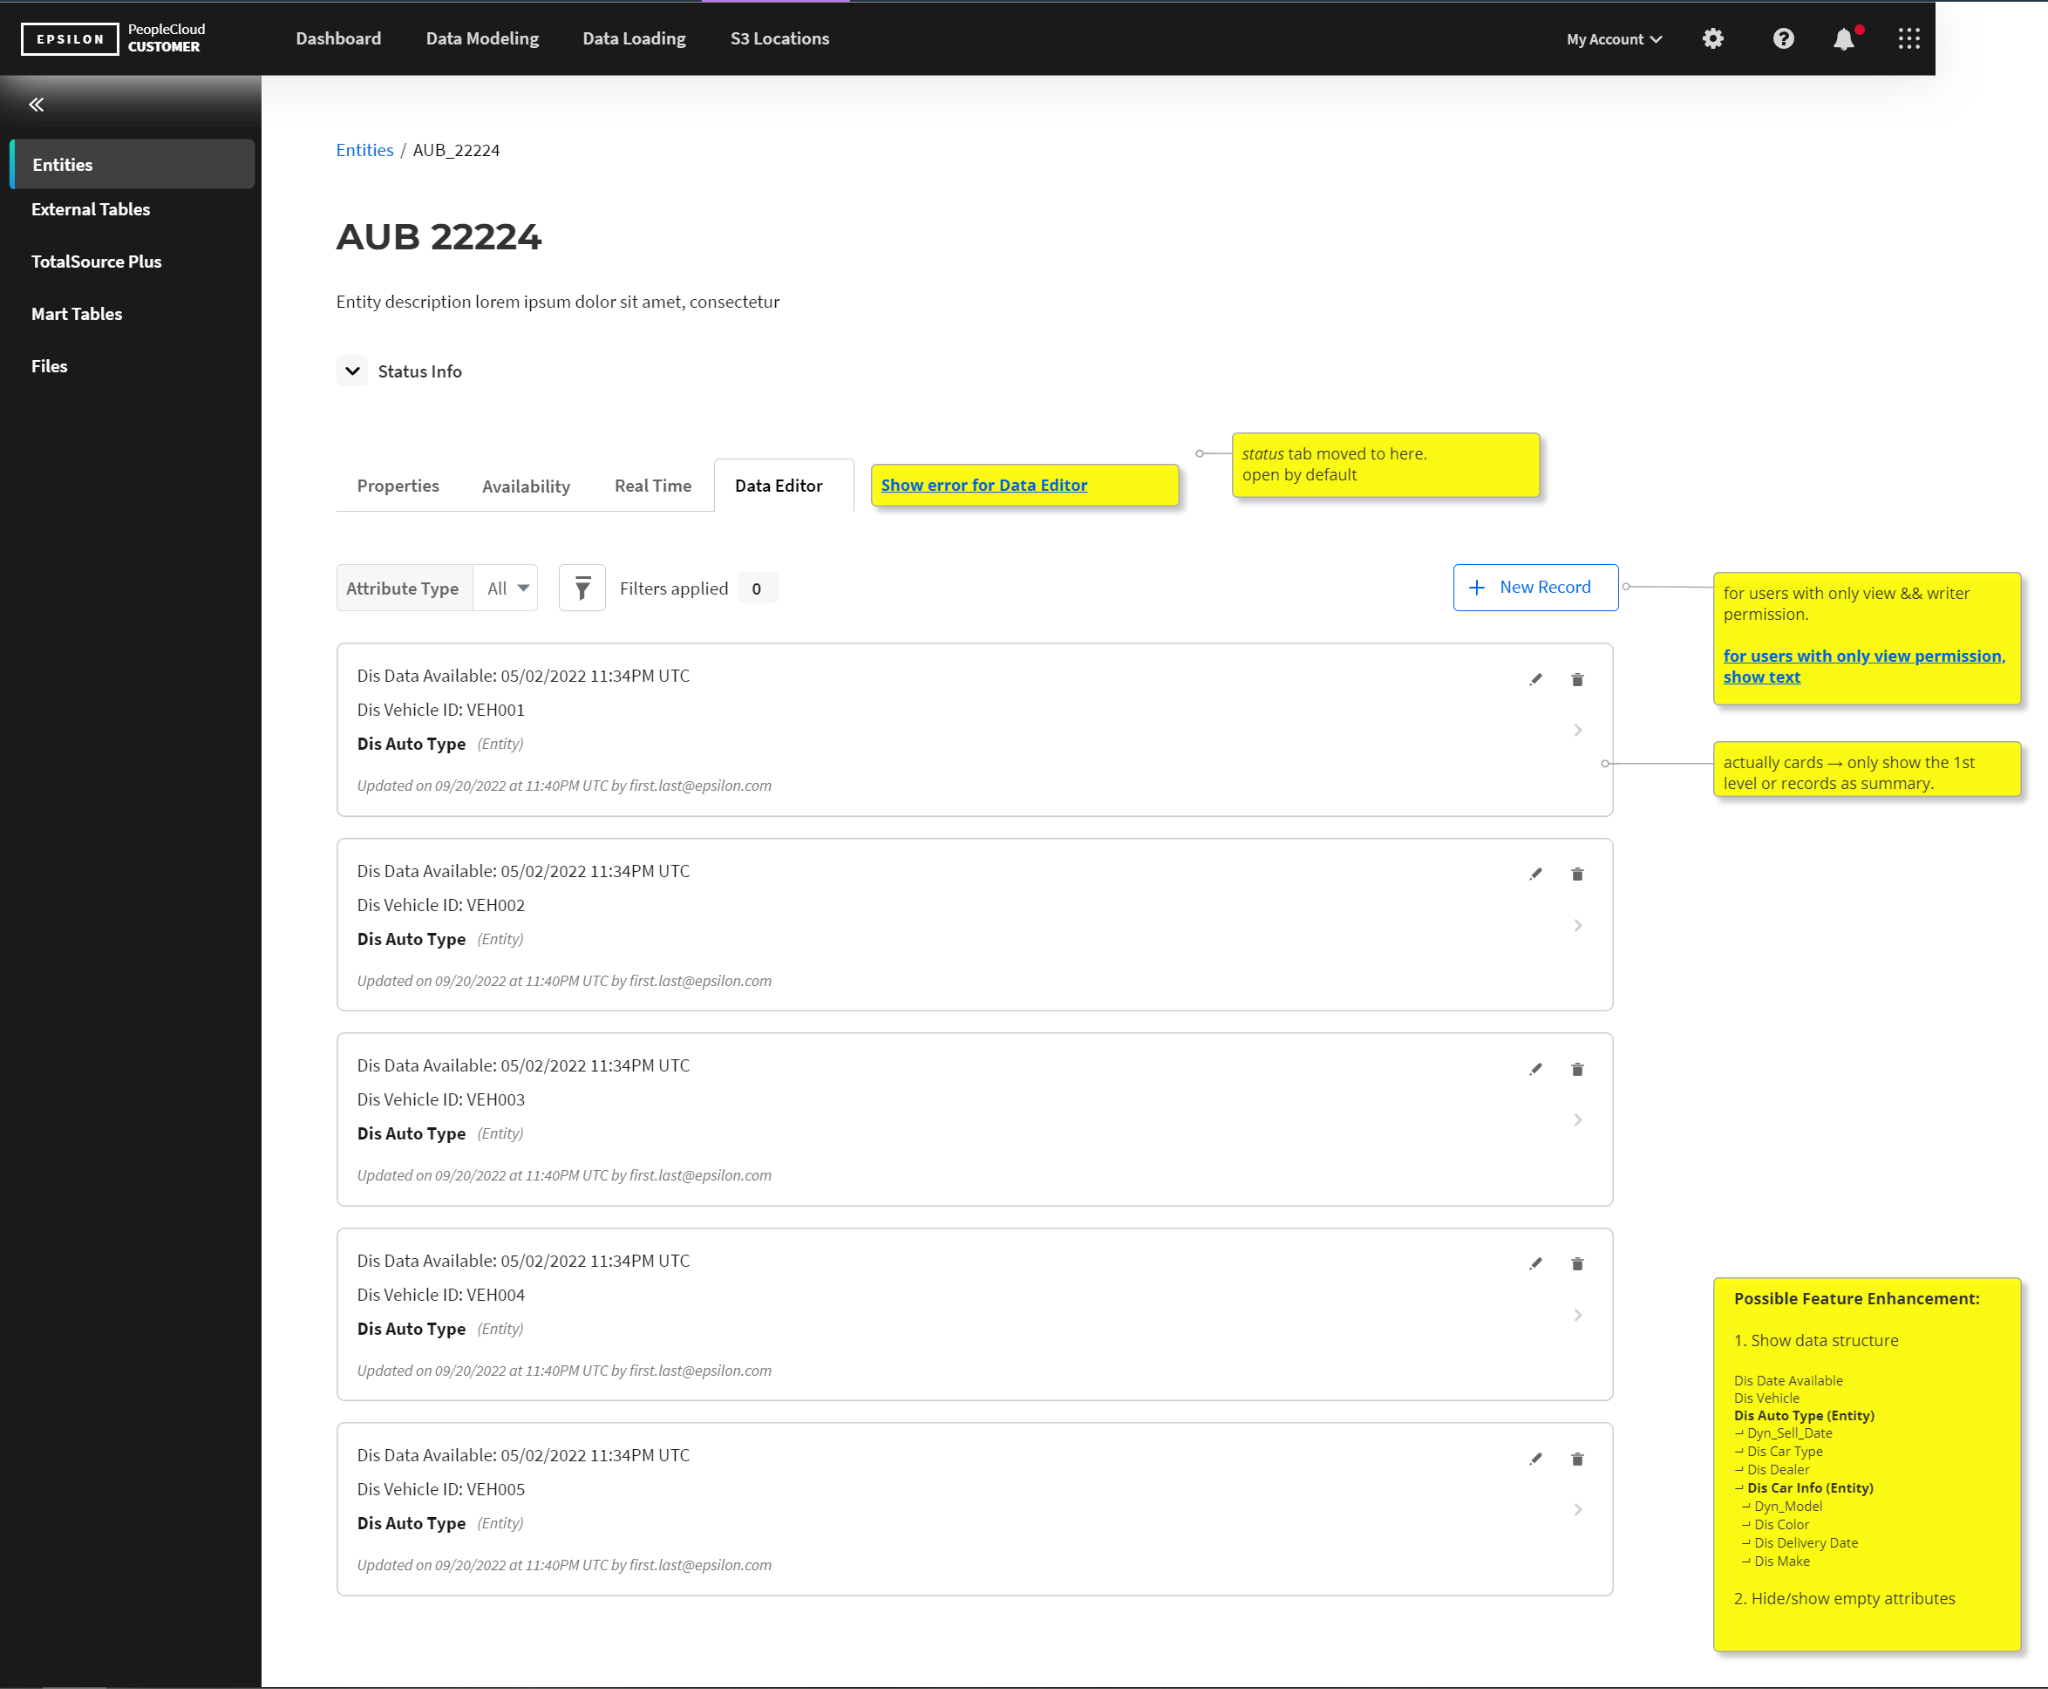 EPSILON
PeopleCloud
CUSTOMER
Dashboard
Data Modeling
Data Loading
S3 Locations
My Account
Entities
External Tables
TotalSource Plus
Mart Tables
Files
Entities / AUB_22224
AUB 22224
Entity description lorem ipsum dolor sit amet, consectetur
Status Info
status tab moved to here.
open by default
Properties
Availability
Real Time
Data Editor
Show error for Data Editor
Attribute Type
All
Filters applied
0
New Record
for users with only view && writer
permission.
for users with only view permission,
show text
Dis Data Available: 05/02/2022 11:34PM UTC
Dis Vehicle ID: VEH001
Dis Auto Type (Entity)
Updated on 09/20/2022 at 11:40PM UTC by first.last@epsilon.com
actually cards → only show the 1st
level or records as summary.
Dis Data Available: 05/02/2022 11:34PM UTC
Dis Vehicle ID: VEH002
Dis Auto Type (Entity)
Updated on 09/20/2022 at 11:40PM UTC by first.last@epsilon.com
Dis Data Available: 05/02/2022 11:34PM UTC
Dis Vehicle ID: VEH003
Dis Auto Type (Entity)
Updated on 09/20/2022 at 11:40PM UTC by first.last@epsilon.com
Dis Data Available: 05/02/2022 11:34PM UTC
Dis Vehicle ID: VEH004
Dis Auto Type (Entity)
Updated on 09/20/2022 at 11:40PM UTC by first.last@epsilon.com
Dis Data Available: 05/02/2022 11:34PM UTC
Dis Vehicle ID: VEH005
Dis Auto Type (Entity)
Updated on 09/20/2022 at 11:40PM UTC by first.last@epsilon.com
Possible Feature Enhancement:
1. Show data structure
Dis Date Available
Dis Vehicle
Dis Auto Type (Entity)
Dyn_Sell_Date
Dis Car Type
Dis Dealer
Dis Car Info (Entity)
Dyn_Model
Dis Color
Dis Delivery Date
Dis Make
2. Hide/show empty attributes